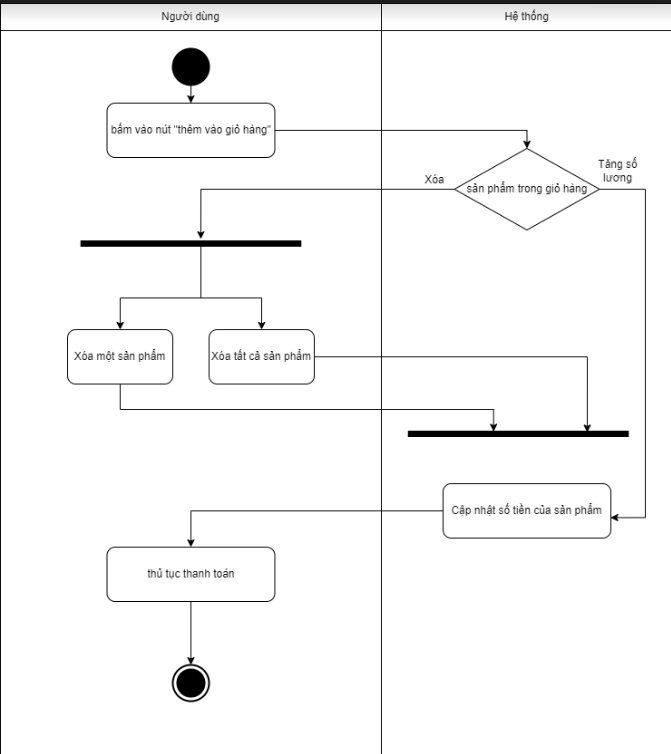 Người dùng
Hệ thống
bấm vào nút "thêm vào giỏ hàng"
Tăng số
lương
Xóa
sản phẩm trong giỏ hàng
Xóa một sản phẩm
Xóa tất cả sản phẩm
Cập nhật số tiền của sản phẩm
thủ tục thanh toán